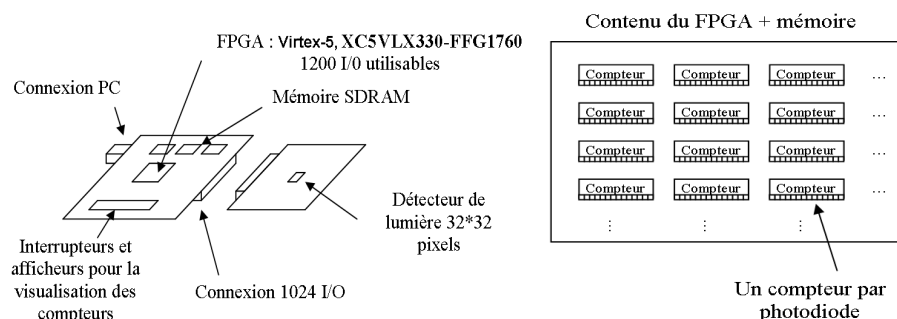 FPGA : Virtex-5, XC5VLX330-FFG1760
1200 I/0 utilisables
Connexion PC
Mémoire SDRAM
Détecteur de
lumière 32*32
pixels
Interrupteurs et
afficheurs pour la
visualisation des
compteurs
Connexion 1024 I/O
Contenu du FPGA + mémoire
Compteur Compteur Compteur ...
Compteur Compteur Compteur ...
Compteur Compteur Compteur ...
Compteur Compteur Compteur ...
⋮ ⋮ ⋮
Un compteur par
photodiode